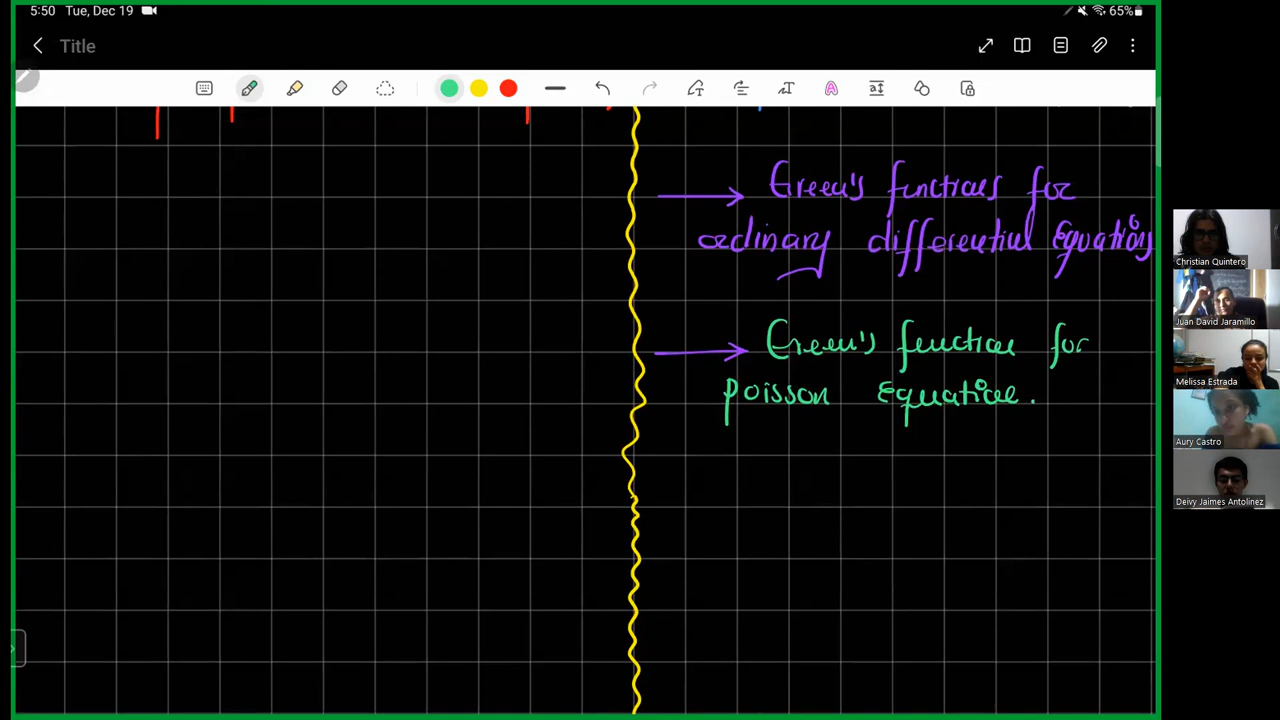 5:50 Tue, Dec 19
65%
Title
Green's functions for
ordinary differential Equations
Green's function for
Poisson Equation.
Christian Quintero
Juan David Jaramillo
Melissa Estrada
Aury Castro
Deivy Jaimes Antolinez